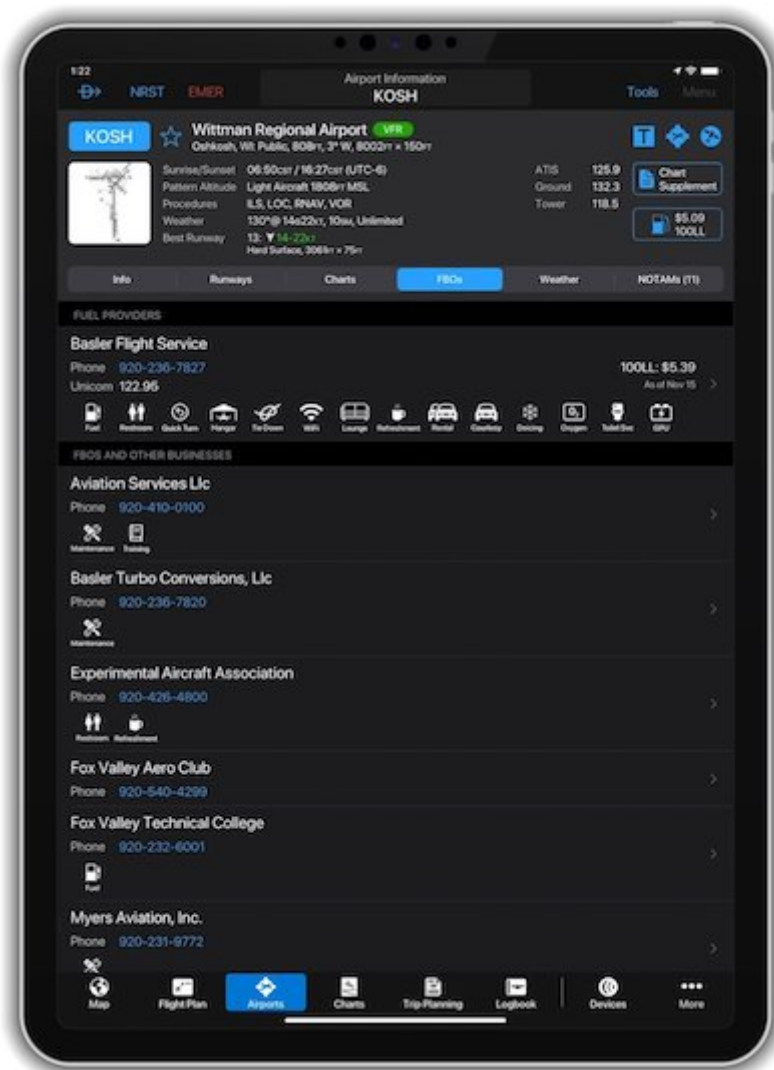 1:22
NRST EMER Airport Information Tools Menu
KOSH
KOSH Wittman Regional Airport VFR
Oshkosh, WI: Public, 808FT, 3° W, 8002FT × 150FT
Sunrise/Sunset 06:50CST / 16:27CST (UTC-6) ATIS 125.9
Pattern Altitude Light Aircraft 1808FT MSL Ground 132.3
Procedures ILS, LOC, RNAV, VOR Tower 118.5
Weather 130°@ 14G22KT, 10SM, Unlimited
Best Runway 13: ▼14-22KT
Hard Surface, 3061FT × 75FT
Chart
Supplement
$5.09
100LL
Info Runways Charts FBOs Weather NOTAMs (11)
FUEL PROVIDERS
Basler Flight Service
Phone 920-236-7827 100LL: $5.39
Unicom 122.95 As of Nov 15
Fuel Restroom Quick Turn Hangar Tie Down WiFi Lounge Refreshment Rental Courtesy Deicing Oxygen Toilet Svc GPU
FBOS AND OTHER BUSINESSES
Aviation Services Llc
Phone 920-410-0100
Maintenance Training
Basler Turbo Conversions, Llc
Phone 920-236-7820
Maintenance
Experimental Aircraft Association
Phone 920-426-4800
Restroom Refreshment
Fox Valley Aero Club
Phone 920-540-4299
Fox Valley Technical College
Phone 920-232-6001
Fuel
Myers Aviation, Inc.
Phone 920-231-9772
Map Flight Plan Airports Charts Trip Planning Logbook Devices More